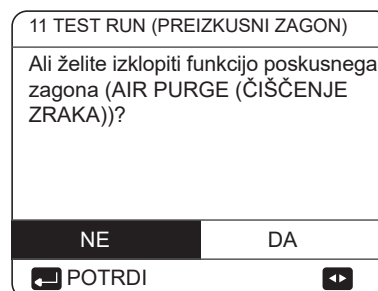 11 TEST RUN (PREIZKUSNI ZAGON)
Ali želite izklopiti funkcijo poskusnega
zagona (AIR PURGE (ČIŠČENJE
ZRAKA))?
NE DA
POTRDI